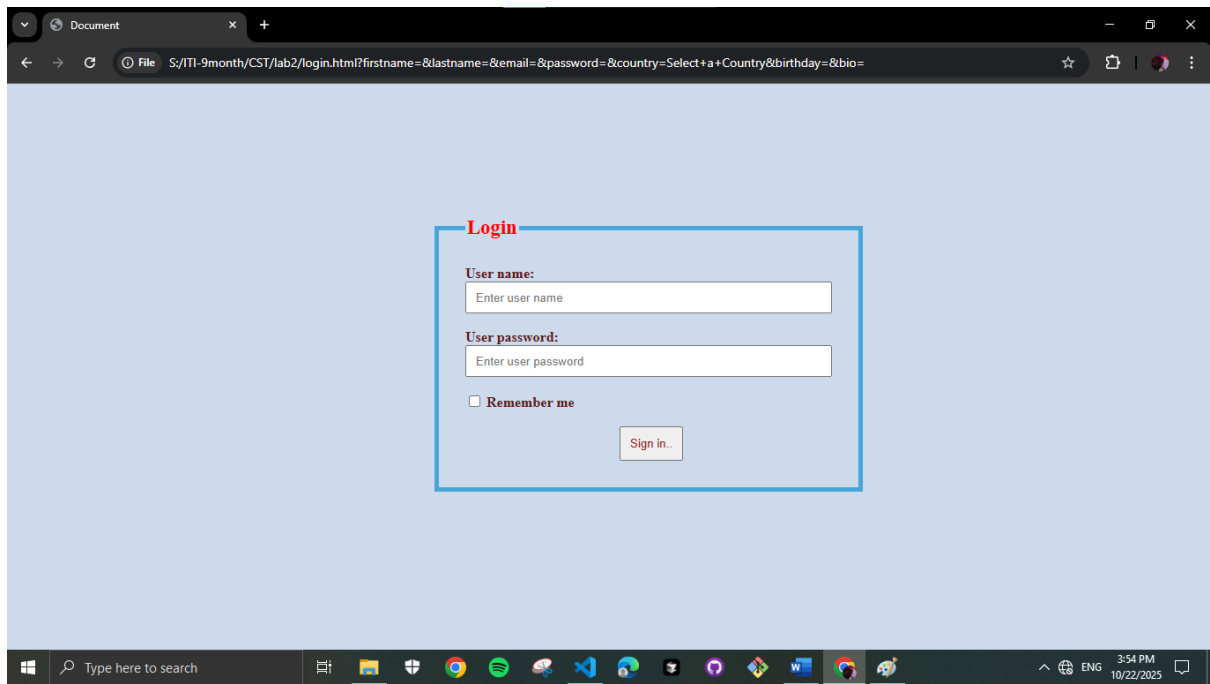 Document
File S:/ITI-9month/CST/lab2/login.html?firstname=&lastname=&email=&password=&country=Select+a+Country&birthday=&bio=
Login
User name:
Enter user name
User password:
Enter user password
Remember me
Sign in..
Type here to search
ENG
3:54 PM
10/22/2025